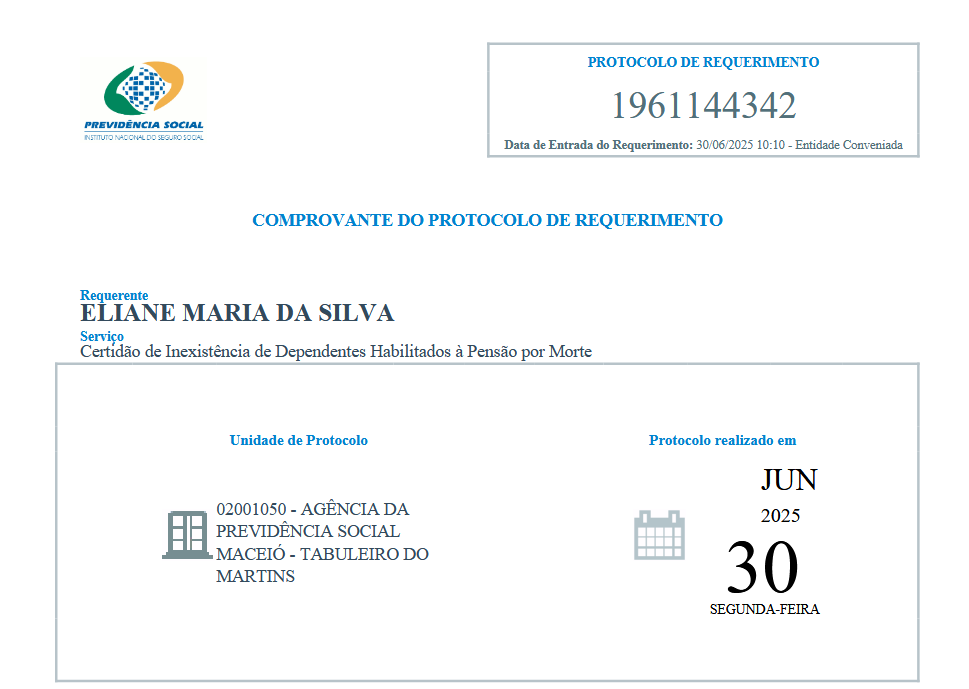 PREVIDÊNCIA SOCIAL
INSTITUTO NACIONAL DO SEGURO SOCIAL
PROTOCOLO DE REQUERIMENTO
1961144342
Data de Entrada do Requerimento: 30/06/2025 10:10 - Entidade Conveniada
COMPROVANTE DO PROTOCOLO DE REQUERIMENTO
Requerente
ELIANE MARIA DA SILVA
Serviço
Certidão de Inexistência de Dependentes Habilitados à Pensão por Morte
Unidade de Protocolo
02001050 - AGÊNCIA DA
PREVIDÊNCIA SOCIAL
MACEIÓ - TABULEIRO DO
MARTINS
Protocolo realizado em
JUN
2025
30
SEGUNDA-FEIRA